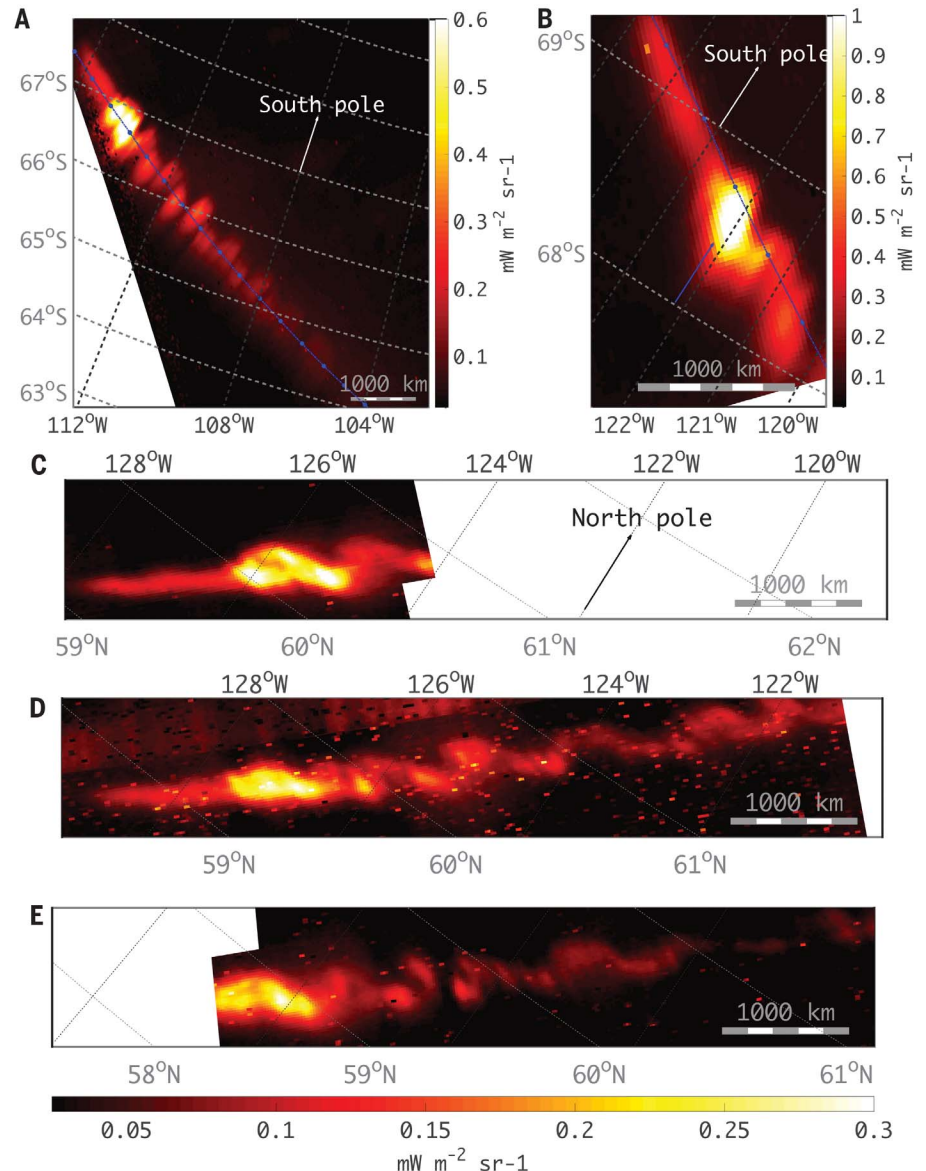 A
67°S
66°S
65°S
64°S
63°S
South pole
1000 km
112°W 108°W 104°W
0.6
0.5
0.4
0.3
0.2
0.1
mW m-2 sr-1
B
69°S
68°S
South pole
1000 km
122°W 121°W 120°W
1
0.9
0.8
0.7
0.6
0.5
0.4
0.3
0.2
0.1
mW m-2 sr-1
C
128°W 126°W 124°W 122°W 120°W
North pole
1000 km
59°N 60°N 61°N 62°N
D
128°W 126°W 124°W 122°W
1000 km
59°N 60°N 61°N
E
1000 km
58°N 59°N 60°N 61°N
0.05 0.1 0.15 0.2 0.25 0.3
mW m-2 sr-1